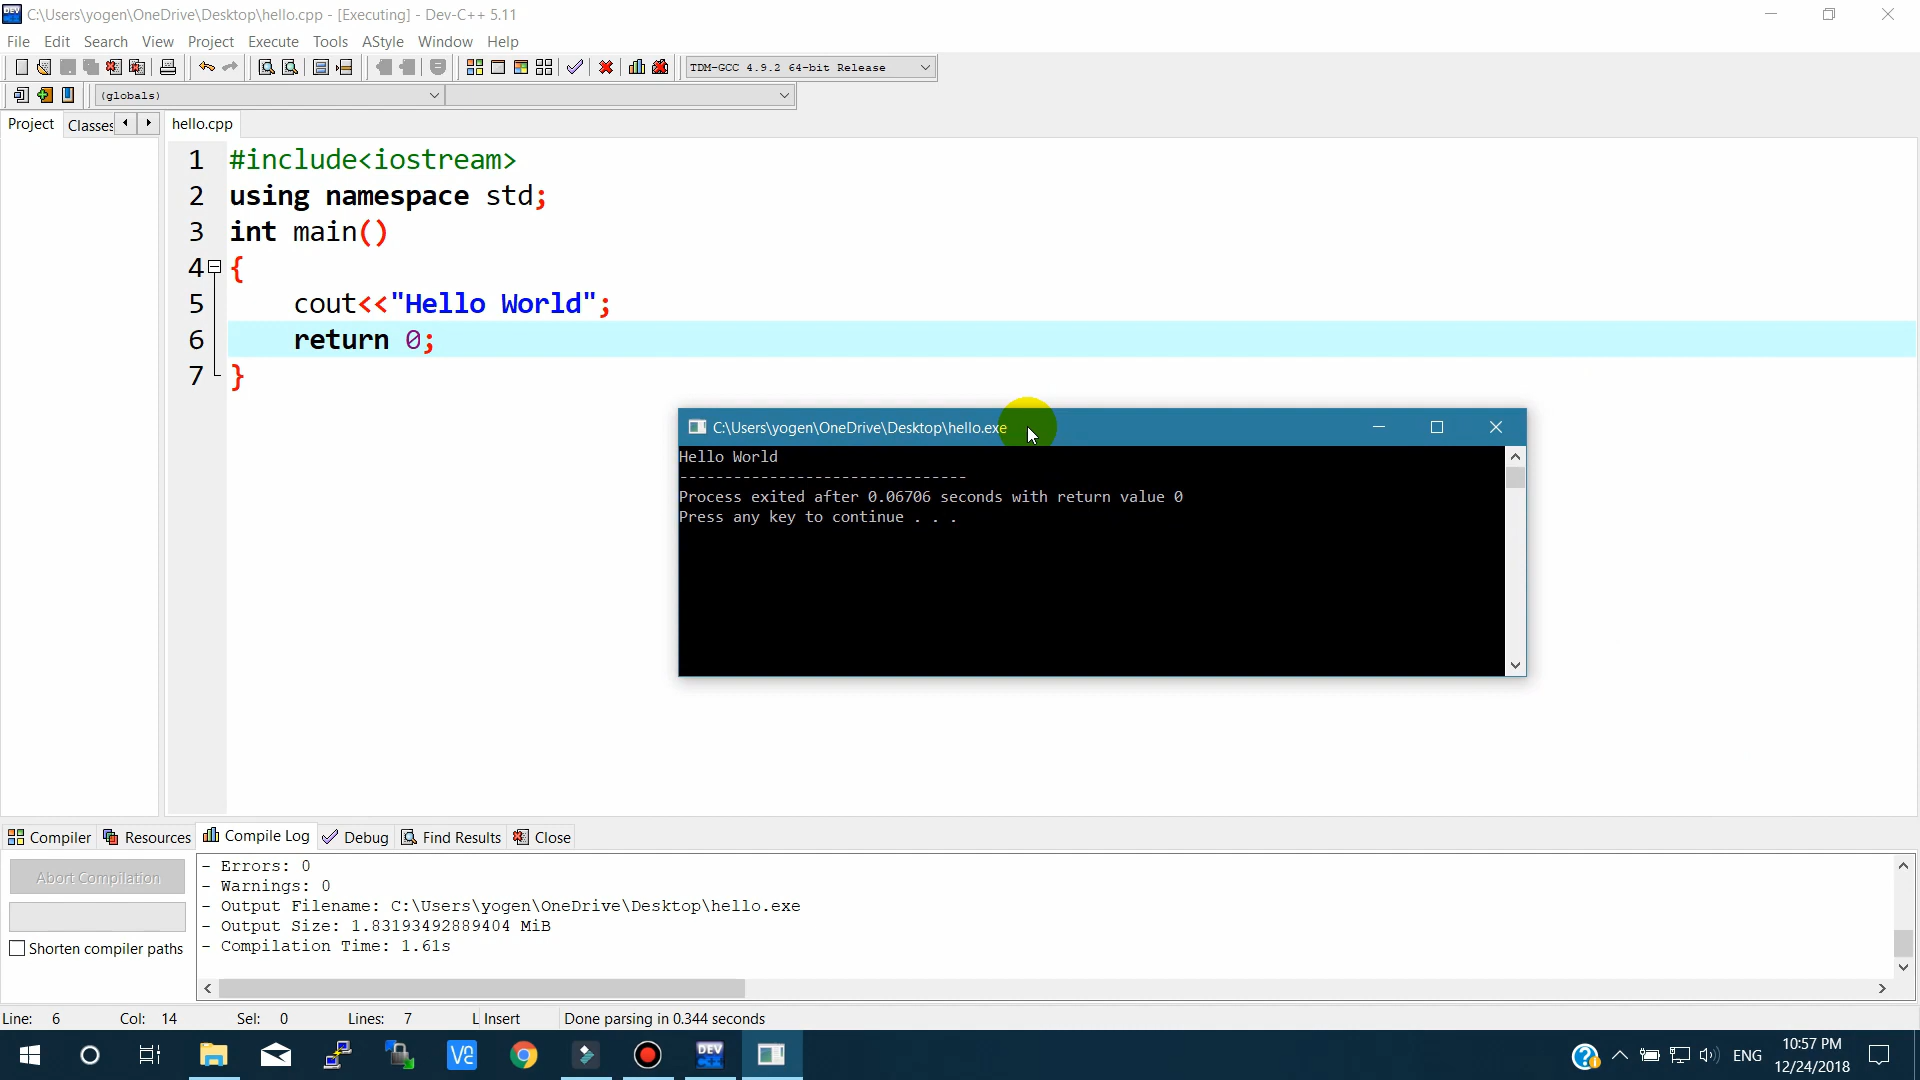 C:\Users\yogen\OneDrive\Desktop\hello.cpp - [Executing] - Dev-C++ 5.11
File Edit Search View Project Execute Tools AStyle Window Help
TDM-GCC 4.9.2 64-bit Release
(globals)
Project Classes hello.cpp
1 #include<iostream>
2 using namespace std;
3 int main()
4 {
5 cout<<"Hello World";
6 return 0;
7 }
C:\Users\yogen\OneDrive\Desktop\hello.exe
Hello World
--------------------------------
Process exited after 0.06706 seconds with return value 0
Press any key to continue . . .
Compiler Resources Compile Log Debug Find Results Close
Abort Compilation
Shorten compiler paths
- Errors: 0
- Warnings: 0
- Output Filename: C:\Users\yogen\OneDrive\Desktop\hello.exe
- Output Size: 1.83193492889404 MiB
- Compilation Time: 1.61s
Line: 6 Col: 14 Sel: 0 Lines: 7 L Insert Done parsing in 0.344 seconds
DEV
ENG
10:57 PM
12/24/2018